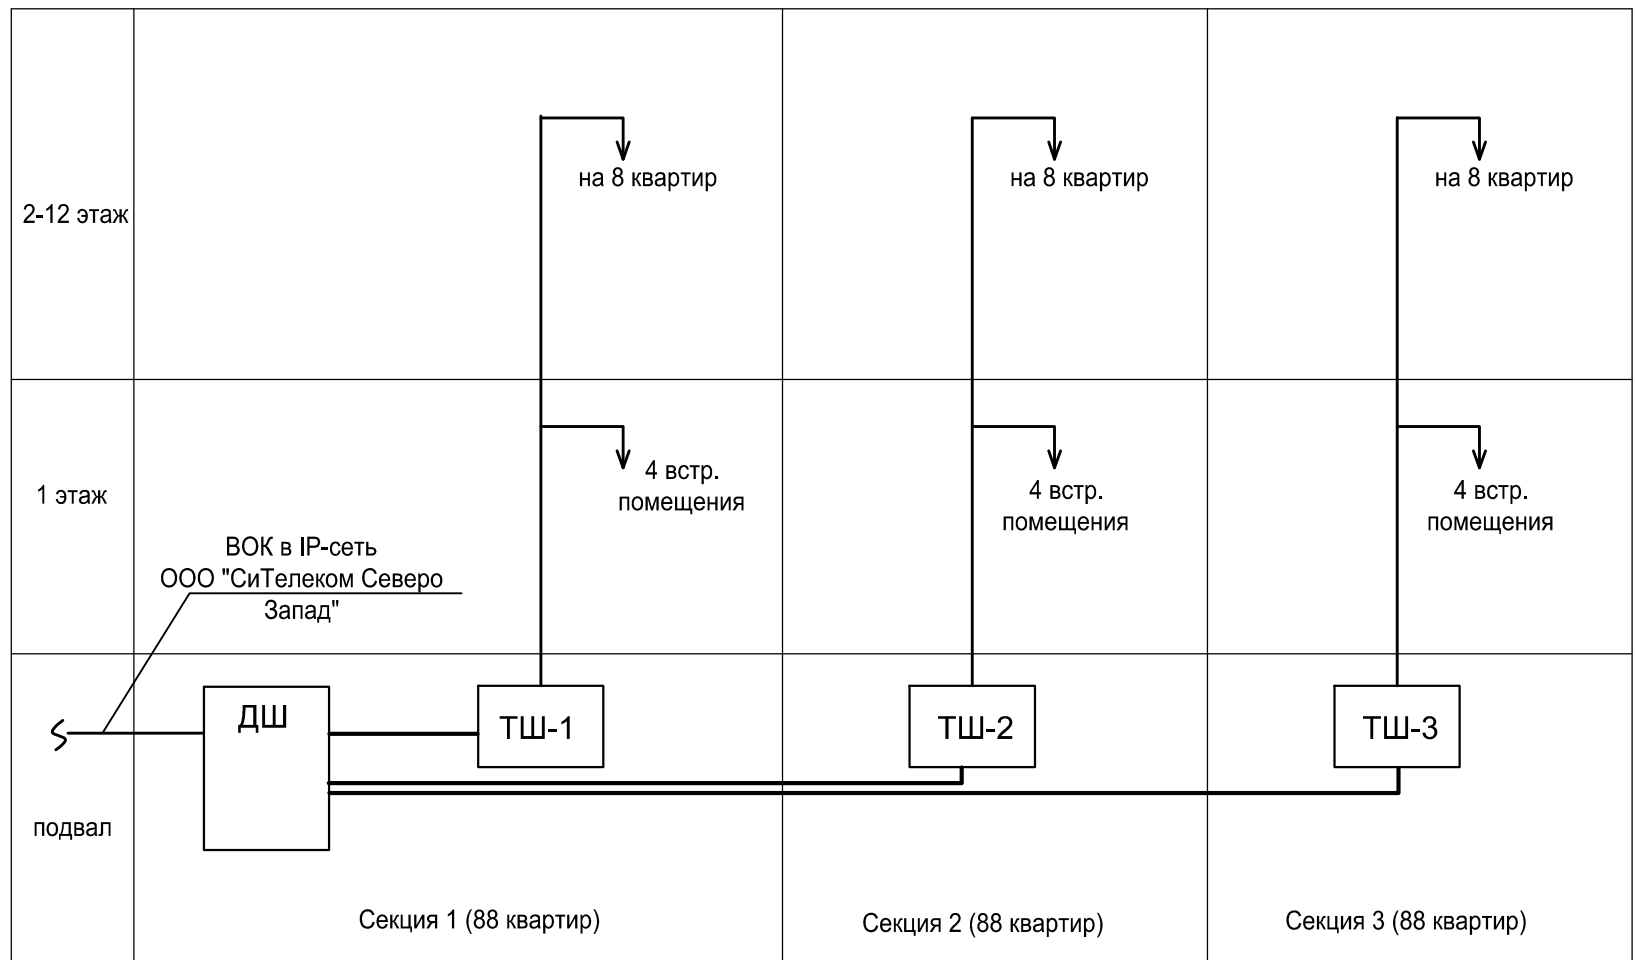 2-12 этаж
на 8 квартир
на 8 квартир
на 8 квартир
1 этаж
4 встр.
помещения
4 встр.
помещения
4 встр.
помещения
ВОК в IP-сеть
ООО "СиТелеком Северо
Запад"
подвал
ДШ
ТШ-1
ТШ-2
ТШ-3
Секция 1 (88 квартир)
Секция 2 (88 квартир)
Секция 3 (88 квартир)